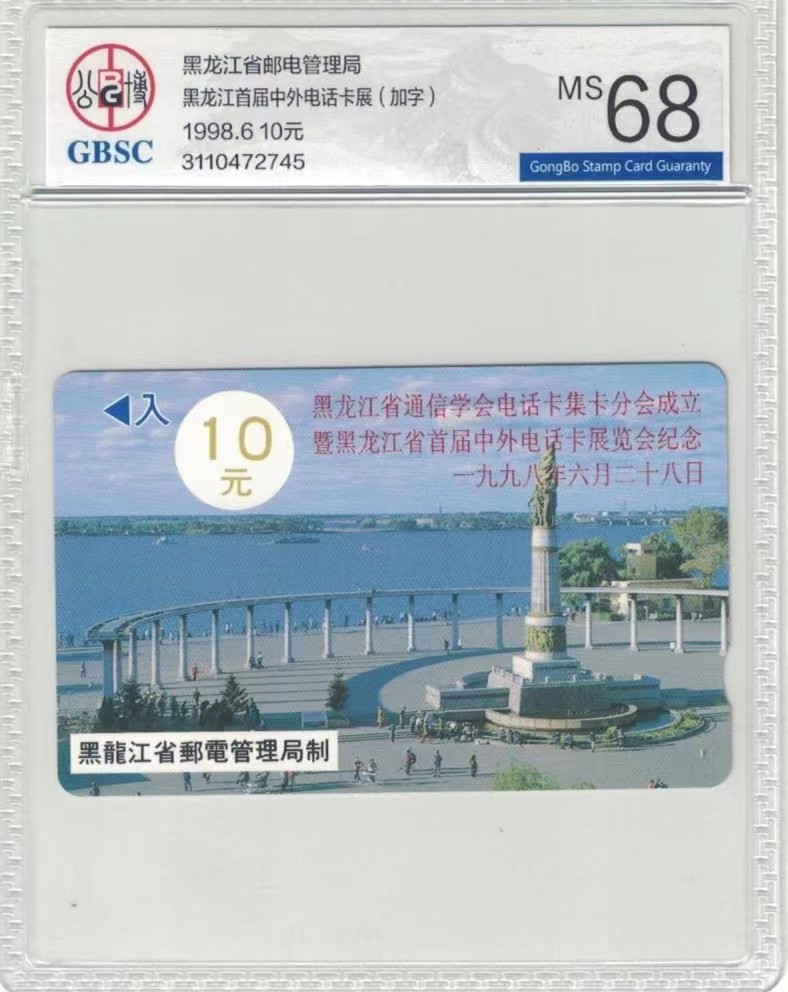 公博
BG
GBSC
黑龙江省邮电管理局
黑龙江首届中外电话卡展（加字）
1998.6 10元
3110472745
MS 68
GongBo Stamp Card Guaranty
入
10
元
黑龙江省通信学会电话卡集卡分会成立
暨黑龙江省首届中外电话卡展览会纪念
一九九八年六月二十八日
黑龍江省郵電管理局制